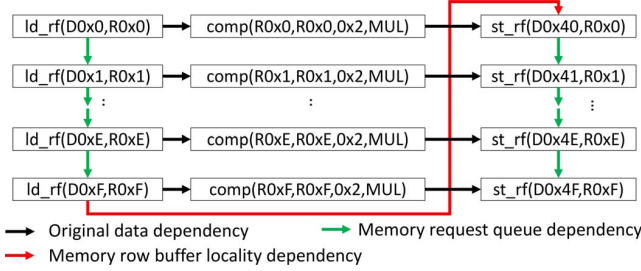 ld_rf(D0x0,R0x0) comp(R0x0,R0x0,0x2,MUL) st_rf(D0x40,R0x0)
ld_rf(D0x1,R0x1) comp(R0x1,R0x1,0x2,MUL) st_rf(D0x41,R0x1)
: : ...
ld_rf(D0xE,R0xE) comp(R0xE,R0xE,0x2,MUL) st_rf(D0x4E,R0xE)
ld_rf(D0xF,R0xF) comp(R0xF,R0xF,0x2,MUL) st_rf(D0x4F,R0xF)
Original data dependency Memory request queue dependency
Memory row buffer locality dependency